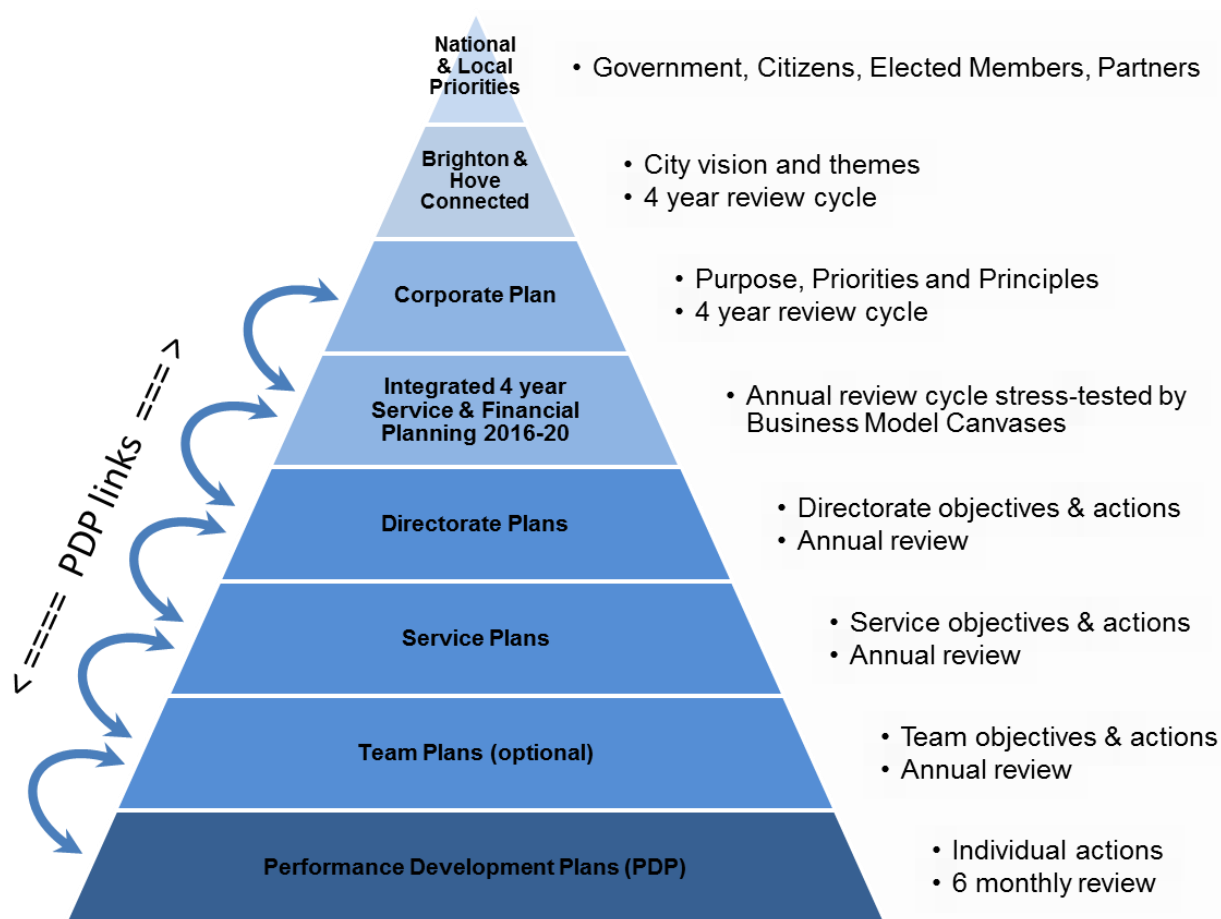 National
& Local
Priorities
• Government, Citizens, Elected Members, Partners
Brighton &
Hove
Connected
• City vision and themes
• 4 year review cycle
Corporate Plan
• Purpose, Priorities and Principles
• 4 year review cycle
Integrated 4 year
Service & Financial
Planning 2016-20
• Annual review cycle stress-tested by
Business Model Canvases
Directorate Plans
• Directorate objectives & actions
• Annual review
Service Plans
• Service objectives & actions
• Annual review
Team Plans (optional)
• Team objectives & actions
• Annual review
Performance Development Plans (PDP)
• Individual actions
• 6 monthly review
<==== PDP links ====>